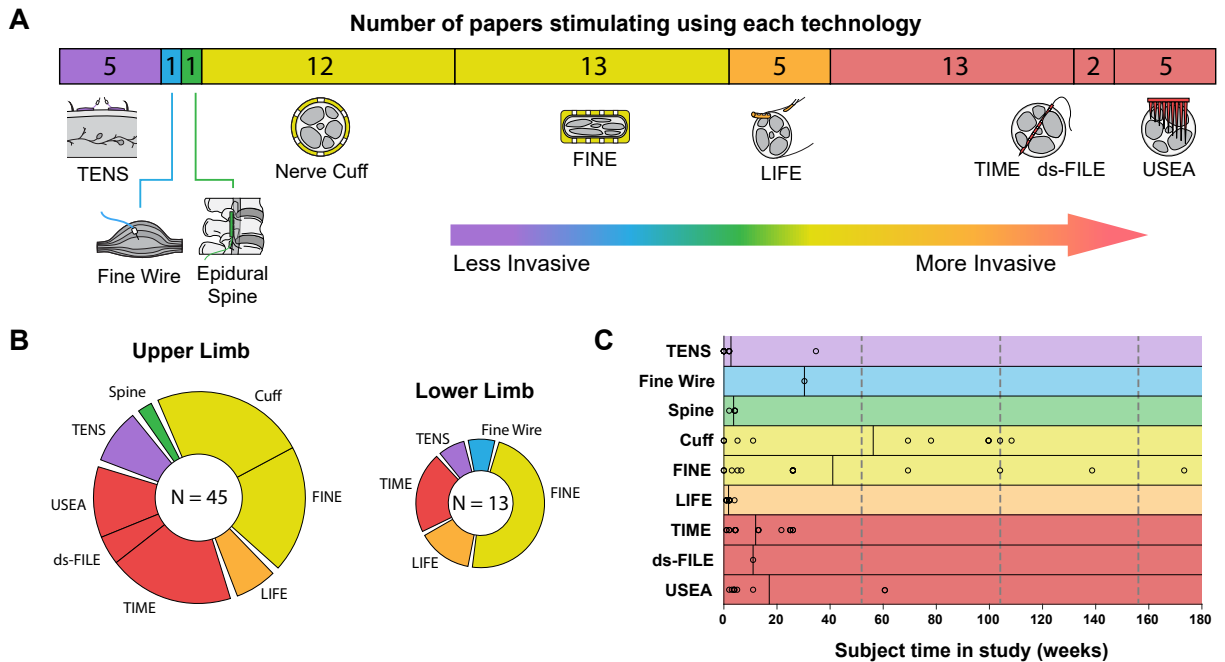 A
Number of papers stimulating using each technology
5 1 1 12 13 5 13 2 5
TENS
Nerve Cuff
FINE
LIFE
TIME ds-FILE
USEA
Fine Wire
Epidural
Spine
Less Invasive
More Invasive
B
Upper Limb
Spine
Cuff
TENS
USEA
N = 45
FINE
ds-FILE
TIME
LIFE
Lower Limb
TENS
Fine Wire
TIME
N = 13
FINE
LIFE
C
TENS
Fine Wire
Spine
Cuff
FINE
LIFE
TIME
ds-FILE
USEA
0 20 40 60 80 100 120 140 160 180
Subject time in study (weeks)